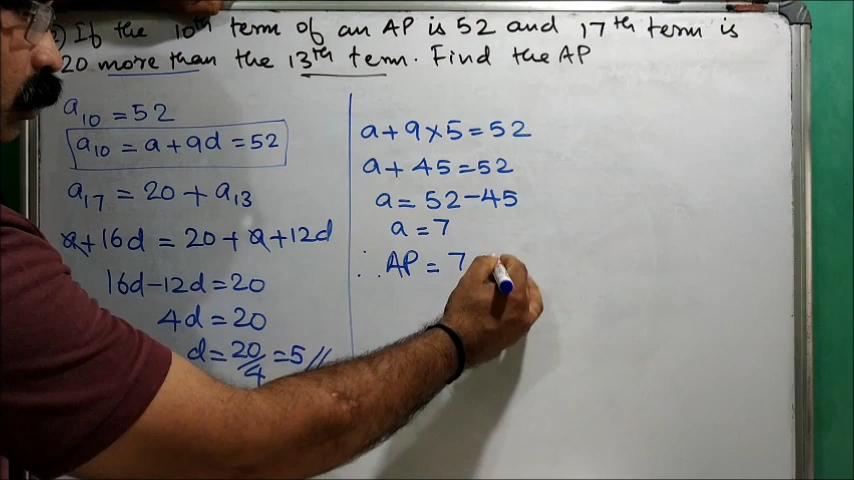 If the 10th term of an AP is 52 and 17th term is
20 more than the 13th term. Find the AP
a10 = 52
a10 = a + 9d = 52
a17 = 20 + a13
a + 16d = 20 + a + 12d
16d - 12d = 20
4d = 20
d = 20/4 = 5 //
a + 9 × 5 = 52
a + 45 = 52
a = 52 - 45
a = 7
∴ AP = 7